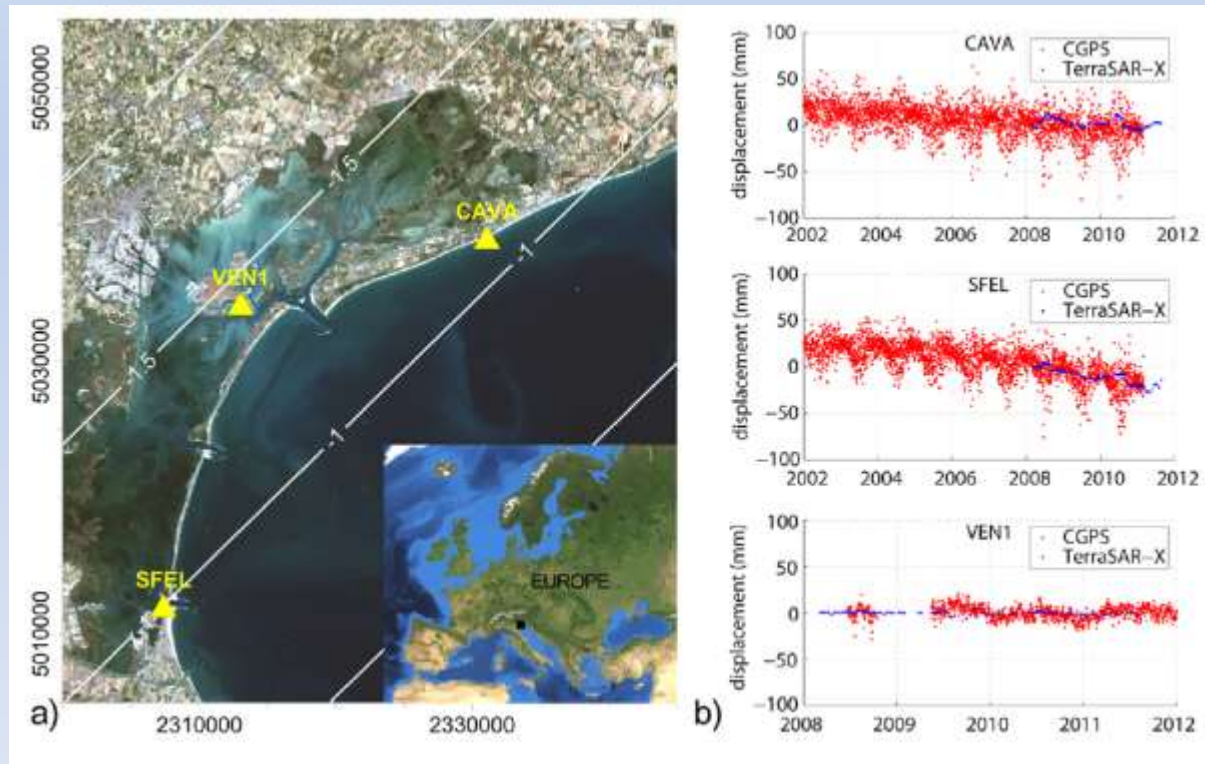 5050000
5030000
5010000
2310000
2330000
-1.5
-1.5
-1
-1
CAVA
VEN1
SFEL
EUROPE
a)
b)
CAVA
CGPS
TerraSAR-X
displacement (mm)
100
50
0
−50
−100
2002 2004 2006 2008 2010 2012
SFEL
CGPS
TerraSAR-X
displacement (mm)
100
50
0
−50
−100
2002 2004 2006 2008 2010 2012
VEN1
CGPS
TerraSAR-X
displacement (mm)
100
50
0
−50
−100
2008 2009 2010 2011 2012